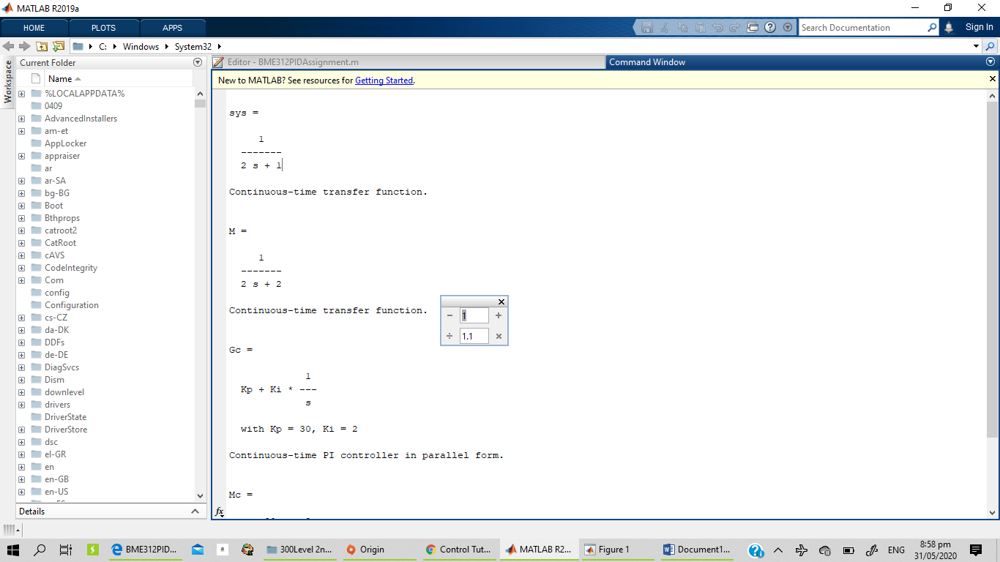 MATLAB R2019a
HOME PLOTS APPS
Search Documentation
Sign In
C: Windows System32
Workspace
Current Folder
Name
%LOCALAPPDATA%
0409
AdvancedInstallers
am-et
AppLocker
appraiser
ar
ar-SA
bg-BG
Boot
Bthprops
catroot2
CatRoot
cAVS
CodeIntegrity
Com
config
Configuration
cs-CZ
da-DK
DDFs
de-DE
DiagSvcs
Dism
downlevel
drivers
DriverState
DriverStore
dsc
el-GR
en
en-GB
en-US
Details
Editor - BME312PIDAssignment.m
Command Window
New to MATLAB? See resources for Getting Started.
sys =
1
-------
2 s + 1
Continuous-time transfer function.
M =
1
-------
2 s + 2
Continuous-time transfer function.
Gc =
1
Kp + Ki * ---
s
with Kp = 30, Ki = 2
Continuous-time PI controller in parallel form.
Mc =
fx
− 1 +
÷ 1.1 ×
BME312PID...
a
300Level 2n...
Origin
Control Tut...
MATLAB R2...
Figure 1
Document1...
ENG
8:58 pm
31/05/2020